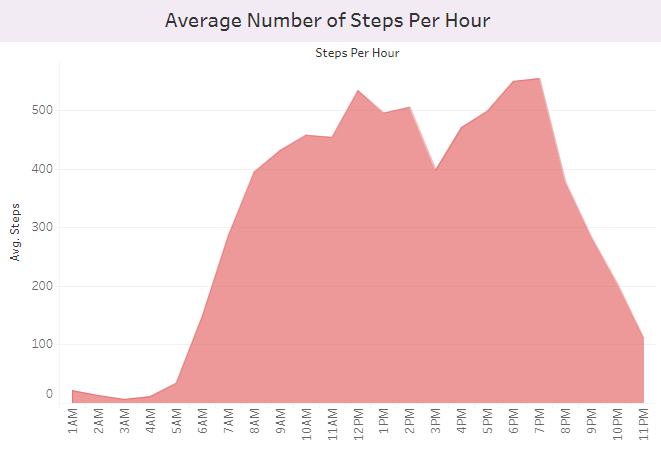 Average Number of Steps Per Hour
Steps Per Hour
Avg. Steps
500
400
300
200
100
0
1AM
2AM
3AM
4AM
5AM
6AM
7AM
8AM
9AM
10AM
11AM
12PM
1PM
2PM
3PM
4PM
5PM
6PM
7PM
8PM
9PM
10PM
11PM